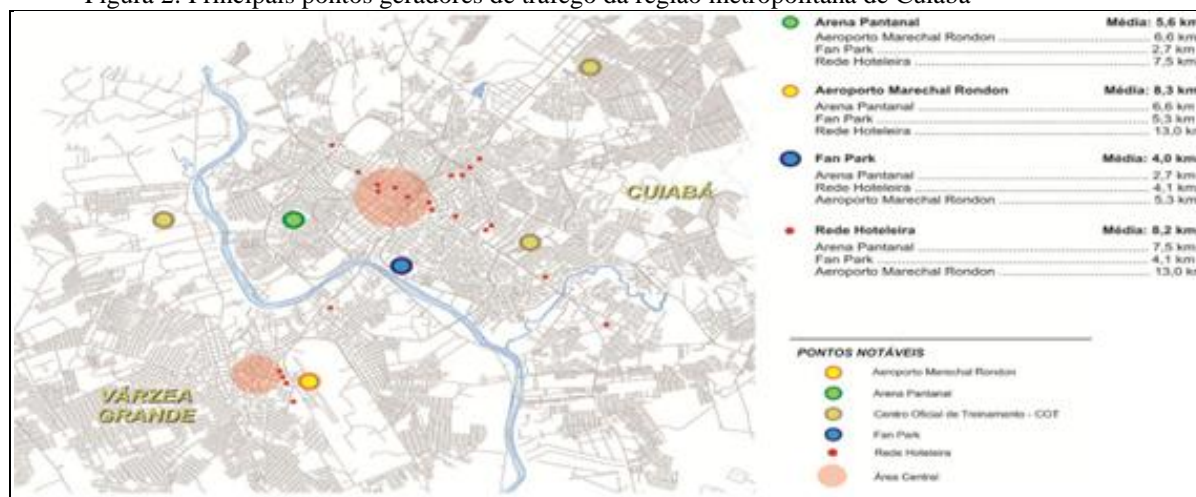 Figura 2: Principais pontos geradores de tráfego da região metropolitana de Cuiabá
CUIABÁ
VÁRZEA
GRANDE
Arena Pantanal Média: 5,6 km
Aeroporto Marechal Rondon 6,6 km
Fan Park 2,7 km
Rede Hoteleira 7,5 km
Aeroporto Marechal Rondon Média: 8,3 km
Arena Pantanal 6,6 km
Fan Park 5,3 km
Rede Hoteleira 13,0 km
Fan Park Média: 4,0 km
Arena Pantanal 2,7 km
Rede Hoteleira 4,1 km
Aeroporto Marechal Rondon 5,3 km
Rede Hoteleira Média: 8,2 km
Arena Pantanal 7,5 km
Fan Park 4,1 km
Aeroporto Marechal Rondon 13,0 km
PONTOS NOTÁVEIS
Aeroporto Marechal Rondon
Arena Pantanal
Centro Oficial de Treinamento - COT
Fan Park
Rede Hoteleira
Área Central